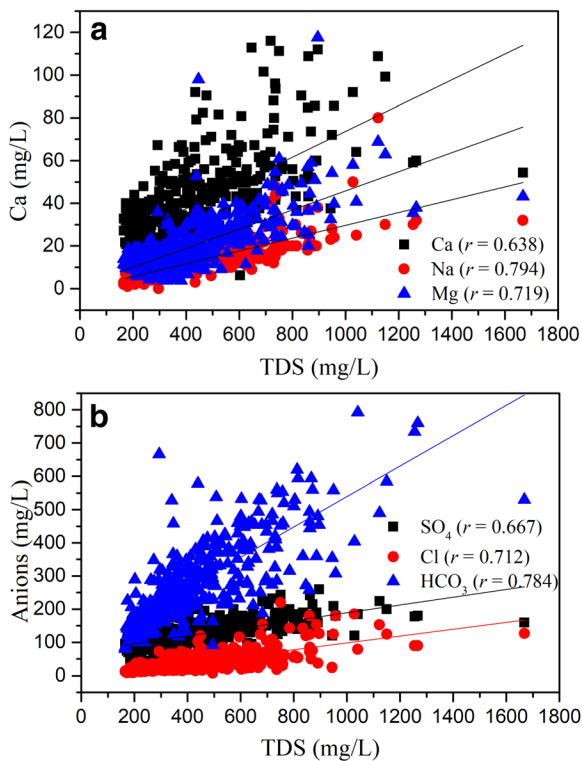 a
120
100
80
60
40
20
0
Ca (mg/L)
Ca (r = 0.638)
Na (r = 0.794)
Mg (r = 0.719)
0 200 400 600 800 1000 1200 1400 1600 1800
TDS (mg/L)
b
800
700
600
500
400
300
200
100
0
Anions (mg/L)
SO4 (r = 0.667)
Cl (r = 0.712)
HCO3 (r = 0.784)
0 200 400 600 800 1000 1200 1400 1600 1800
TDS (mg/L)